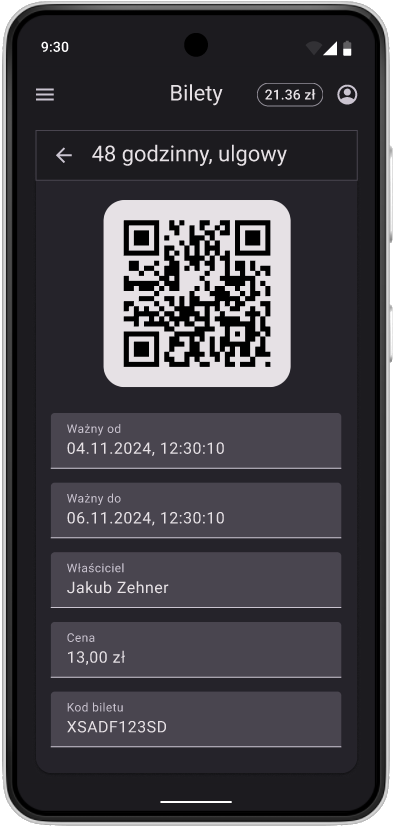 9:30
Bilety
21.36 zł
48 godzinny, ulgowy
Ważny od
04.11.2024, 12:30:10
Ważny do
06.11.2024, 12:30:10
Właściciel
Jakub Zehner
Cena
13,00 zł
Kod biletu
XSADF123SD